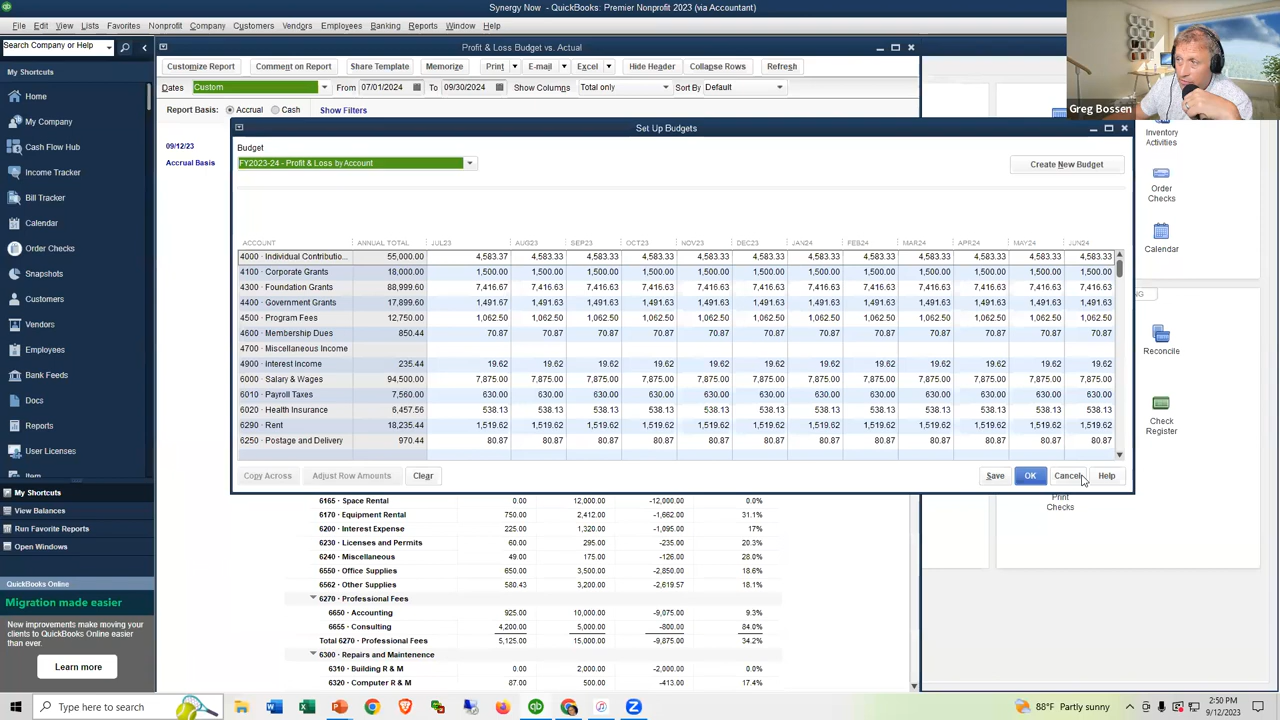 Synergy Now - QuickBooks: Premier Nonprofit 2023 (via Accountant)
File Edit View Lists Favorites Nonprofit Company Customers Vendors Employees Banking Reports Window Help
Search Company or Help
My Shortcuts
Home
My Company
Cash Flow Hub
Income Tracker
Bill Tracker
Calendar
Order Checks
Snapshots
Customers
Vendors
Employees
Bank Feeds
Docs
Reports
User Licenses
Item
My Shortcuts
View Balances
Run Favorite Reports
Open Windows
QuickBooks Online
Migration made easier
New improvements make moving your
clients to QuickBooks Online easier
than ever.
Learn more
Profit & Loss Budget vs. Actual
Customize Report Comment on Report Share Template Memorize Print E-mail Excel Hide Header Collapse Rows Refresh
Dates Custom From 07/01/2024 To 09/30/2024 Show Columns Total only Sort By Default
Report Basis: Accrual Cash Show Filters
09/12/23
Accrual Basis
Set Up Budgets
Budget
FY2023-24 - Profit & Loss by Account
Create New Budget
ACCOUNT ANNUAL TOTAL JUL23 AUG23 SEP23 OCT23 NOV23 DEC23 JAN24 FEB24 MAR24 APR24 MAY24 JUN24
4000 · Individual Contributio... 55,000.00 4,583.37 4,583.33 4,583.33 4,583.33 4,583.33 4,583.33 4,583.33 4,583.33 4,583.33 4,583.33 4,583.33 4,583.33
4100 · Corporate Grants 18,000.00 1,500.00 1,500.00 1,500.00 1,500.00 1,500.00 1,500.00 1,500.00 1,500.00 1,500.00 1,500.00 1,500.00 1,500.00
4300 · Foundation Grants 88,999.60 7,416.67 7,416.63 7,416.63 7,416.63 7,416.63 7,416.63 7,416.63 7,416.63 7,416.63 7,416.63 7,416.63 7,416.63
4400 · Government Grants 17,899.60 1,491.67 1,491.63 1,491.63 1,491.63 1,491.63 1,491.63 1,491.63 1,491.63 1,491.63 1,491.63 1,491.63 1,491.63
4500 · Program Fees 12,750.00 1,062.50 1,062.50 1,062.50 1,062.50 1,062.50 1,062.50 1,062.50 1,062.50 1,062.50 1,062.50 1,062.50 1,062.50
4600 · Membership Dues 850.44 70.87 70.87 70.87 70.87 70.87 70.87 70.87 70.87 70.87 70.87 70.87 70.87
4700 · Miscellaneous Income
4900 · Interest Income 235.44 19.62 19.62 19.62 19.62 19.62 19.62 19.62 19.62 19.62 19.62 19.62 19.62
6000 · Salary & Wages 94,500.00 7,875.00 7,875.00 7,875.00 7,875.00 7,875.00 7,875.00 7,875.00 7,875.00 7,875.00 7,875.00 7,875.00 7,875.00
6010 · Payroll Taxes 7,560.00 630.00 630.00 630.00 630.00 630.00 630.00 630.00 630.00 630.00 630.00 630.00 630.00
6020 · Health Insurance 6,457.56 538.13 538.13 538.13 538.13 538.13 538.13 538.13 538.13 538.13 538.13 538.13 538.13
6290 · Rent 18,235.44 1,519.62 1,519.62 1,519.62 1,519.62 1,519.62 1,519.62 1,519.62 1,519.62 1,519.62 1,519.62 1,519.62 1,519.62
6250 · Postage and Delivery 970.44 80.87 80.87 80.87 80.87 80.87 80.87 80.87 80.87 80.87 80.87 80.87 80.87
Copy Across Adjust Row Amounts Clear Save OK Cancel Help
6165 · Space Rental 0.00 12,000.00 -12,000.00 0.0%
6170 · Equipment Rental 750.00 2,412.00 -1,662.00 31.1%
6200 · Interest Expense 225.00 1,320.00 -1,095.00 17%
6230 · Licenses and Permits 60.00 295.00 -235.00 20.3%
6240 · Miscellaneous 49.00 175.00 -126.00 28.0%
6550 · Office Supplies 650.00 3,500.00 -2,850.00 18.6%
6562 · Other Supplies 580.43 3,200.00 -2,619.57 18.1%
6270 · Professional Fees
6650 · Accounting 925.00 10,000.00 -9,075.00 9.3%
6655 · Consulting 4,200.00 5,000.00 -800.00 84.0%
Total 6270 · Professional Fees 5,125.00 15,000.00 -9,875.00 34.2%
6300 · Repairs and Maintenence
6310 · Building R & M 0.00 2,000.00 -2,000.00 0.0%
6320 · Computer R & M 87.00 500.00 -413.00 17.4%
Greg Bossen
Inventory
Activities
Order
Checks
Calendar
NG
Reconcile
Check
Register
Print
Checks
Type here to search
88°F Partly sunny
2:50 PM
9/12/2023